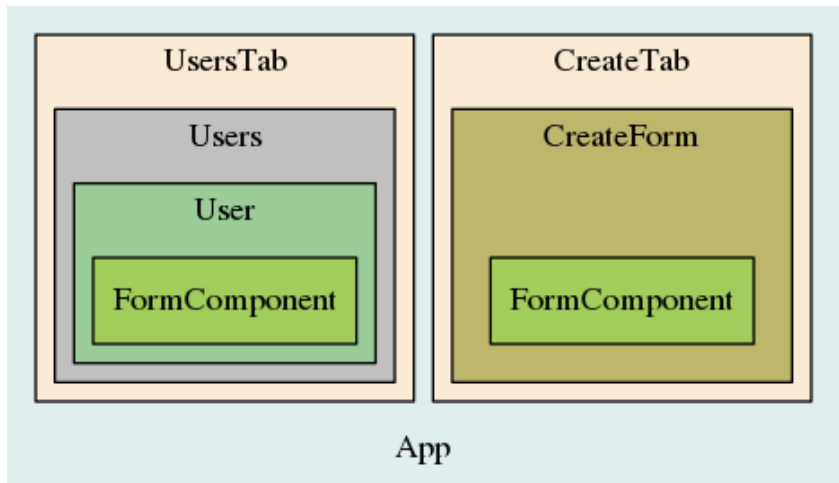 UsersTab
Users
User
FormComponent
CreateTab
CreateForm
FormComponent
App